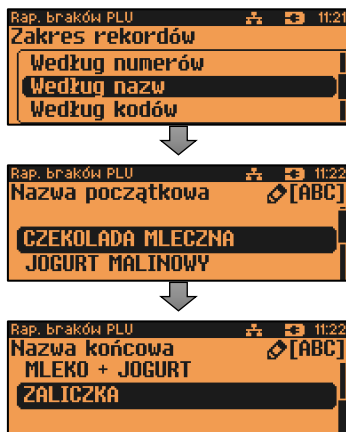 Rap. braków PLU 11:21
Zakres rekordów
Według numerów
Według nazw
Według kodów
Rap. braków PLU 11:22
Nazwa początkowa [ABC]
CZEKOLADA MLECZNA
JOGURT MALINOWY
Rap. braków PLU 11:22
Nazwa końcowa [ABC]
MLEKO + JOGURT
ZALICZKA